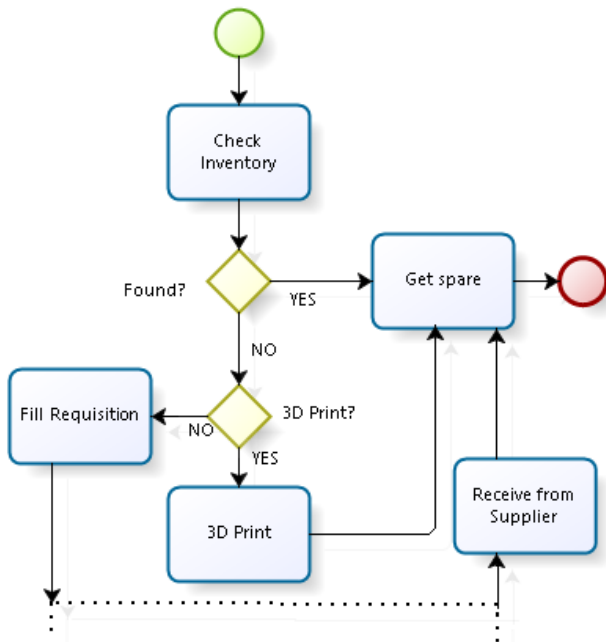 Check
Inventory
Found?
YES
Get spare
NO
Fill Requisition
NO
3D Print?
YES
3D Print
Receive from
Supplier